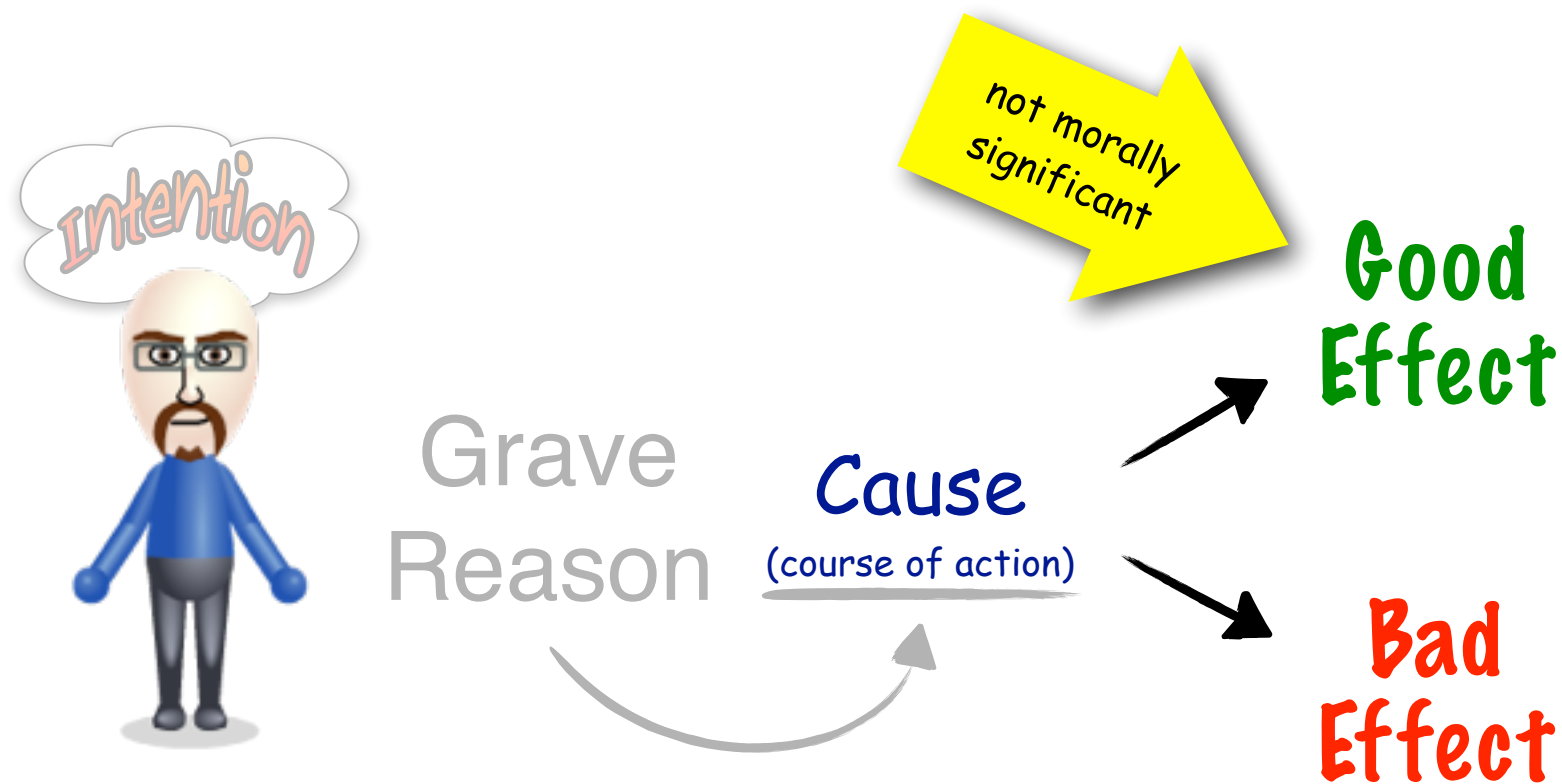 not morally
significant
Intention
Good
Effect
Grave
Reason
Cause
(course of action)
Bad
Effect